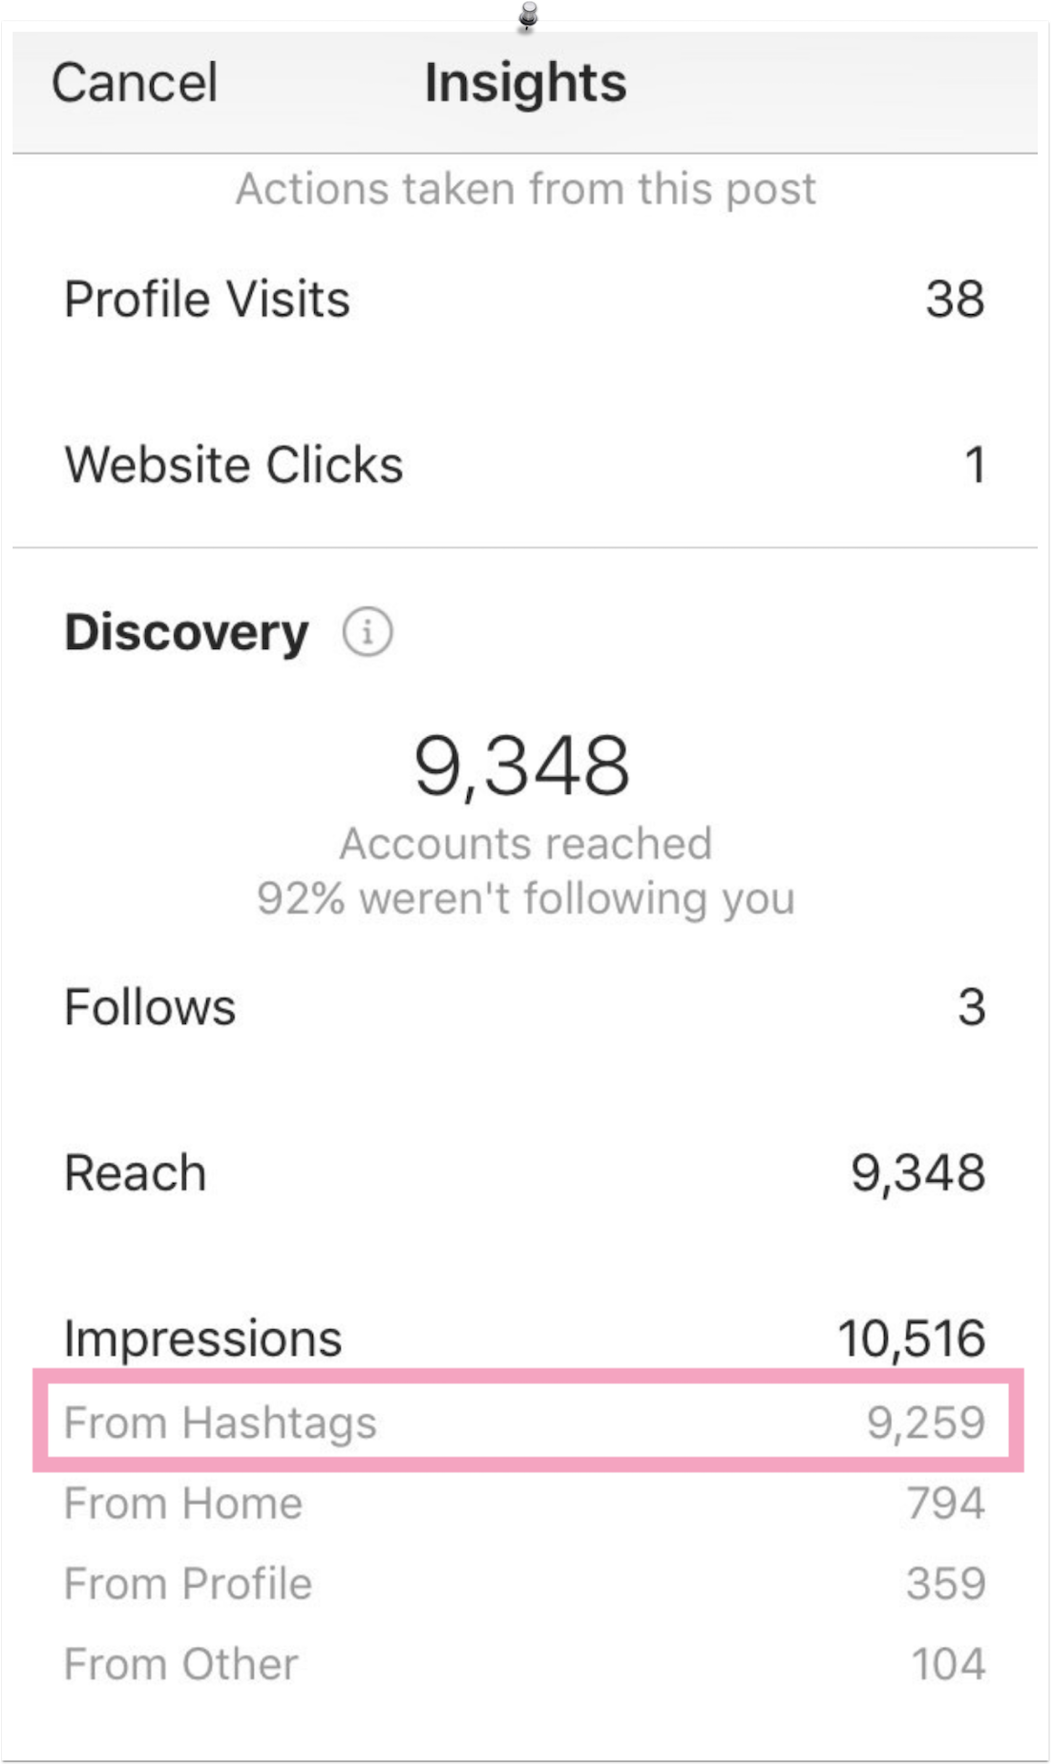 Cancel Insights
Actions taken from this post
Profile Visits 38
Website Clicks 1
Discovery i
9,348
Accounts reached
92% weren't following you
Follows 3
Reach 9,348
Impressions 10,516
From Hashtags 9,259
From Home 794
From Profile 359
From Other 104